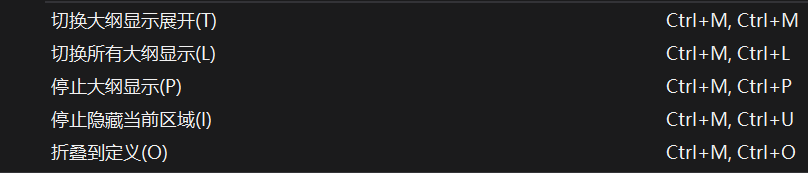 切换大纲显示展开(T) Ctrl+M, Ctrl+M
切换所有大纲显示(L) Ctrl+M, Ctrl+L
停止大纲显示(P) Ctrl+M, Ctrl+P
停止隐藏当前区域(I) Ctrl+M, Ctrl+U
折叠到定义(O) Ctrl+M, Ctrl+O